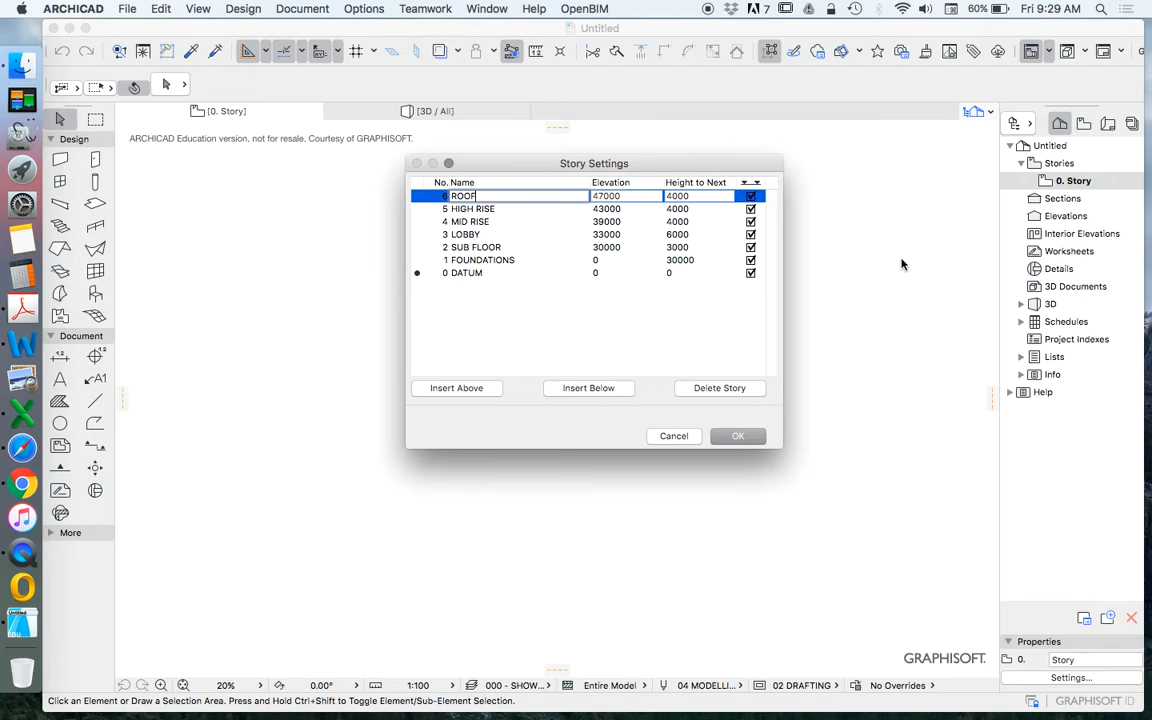 ARCHICAD File Edit View Design Document Options Teamwork Window Help OpenBIM 7 60% Fri 9:29 AM
Untitled
[0. Story] [3D / All]
ARCHICAD Education version, not for resale. Courtesy of GRAPHISOFT.
Design
Document
More
Story Settings
No. Name Elevation Height to Next
6 ROOF 47000 4000
5 HIGH RISE 43000 4000
4 MID RISE 39000 4000
3 LOBBY 33000 6000
2 SUB FLOOR 30000 3000
1 FOUNDATIONS 0 30000
0 DATUM 0 0
Insert Above Insert Below Delete Story
Cancel OK
Untitled
Stories
0. Story
Sections
Elevations
Interior Elevations
Worksheets
Details
3D Documents
3D
Schedules
Project Indexes
Lists
Info
Help
GRAPHISOFT.
Properties
0. Story
Settings...
20% 0.00° 1:100 000 - SHOW... Entire Model 04 MODELLI... 02 DRAFTING No Overrides
Click an Element or Draw a Selection Area. Press and Hold Ctrl+Shift to Toggle Element/Sub-Element Selection.
GRAPHISOFT ID